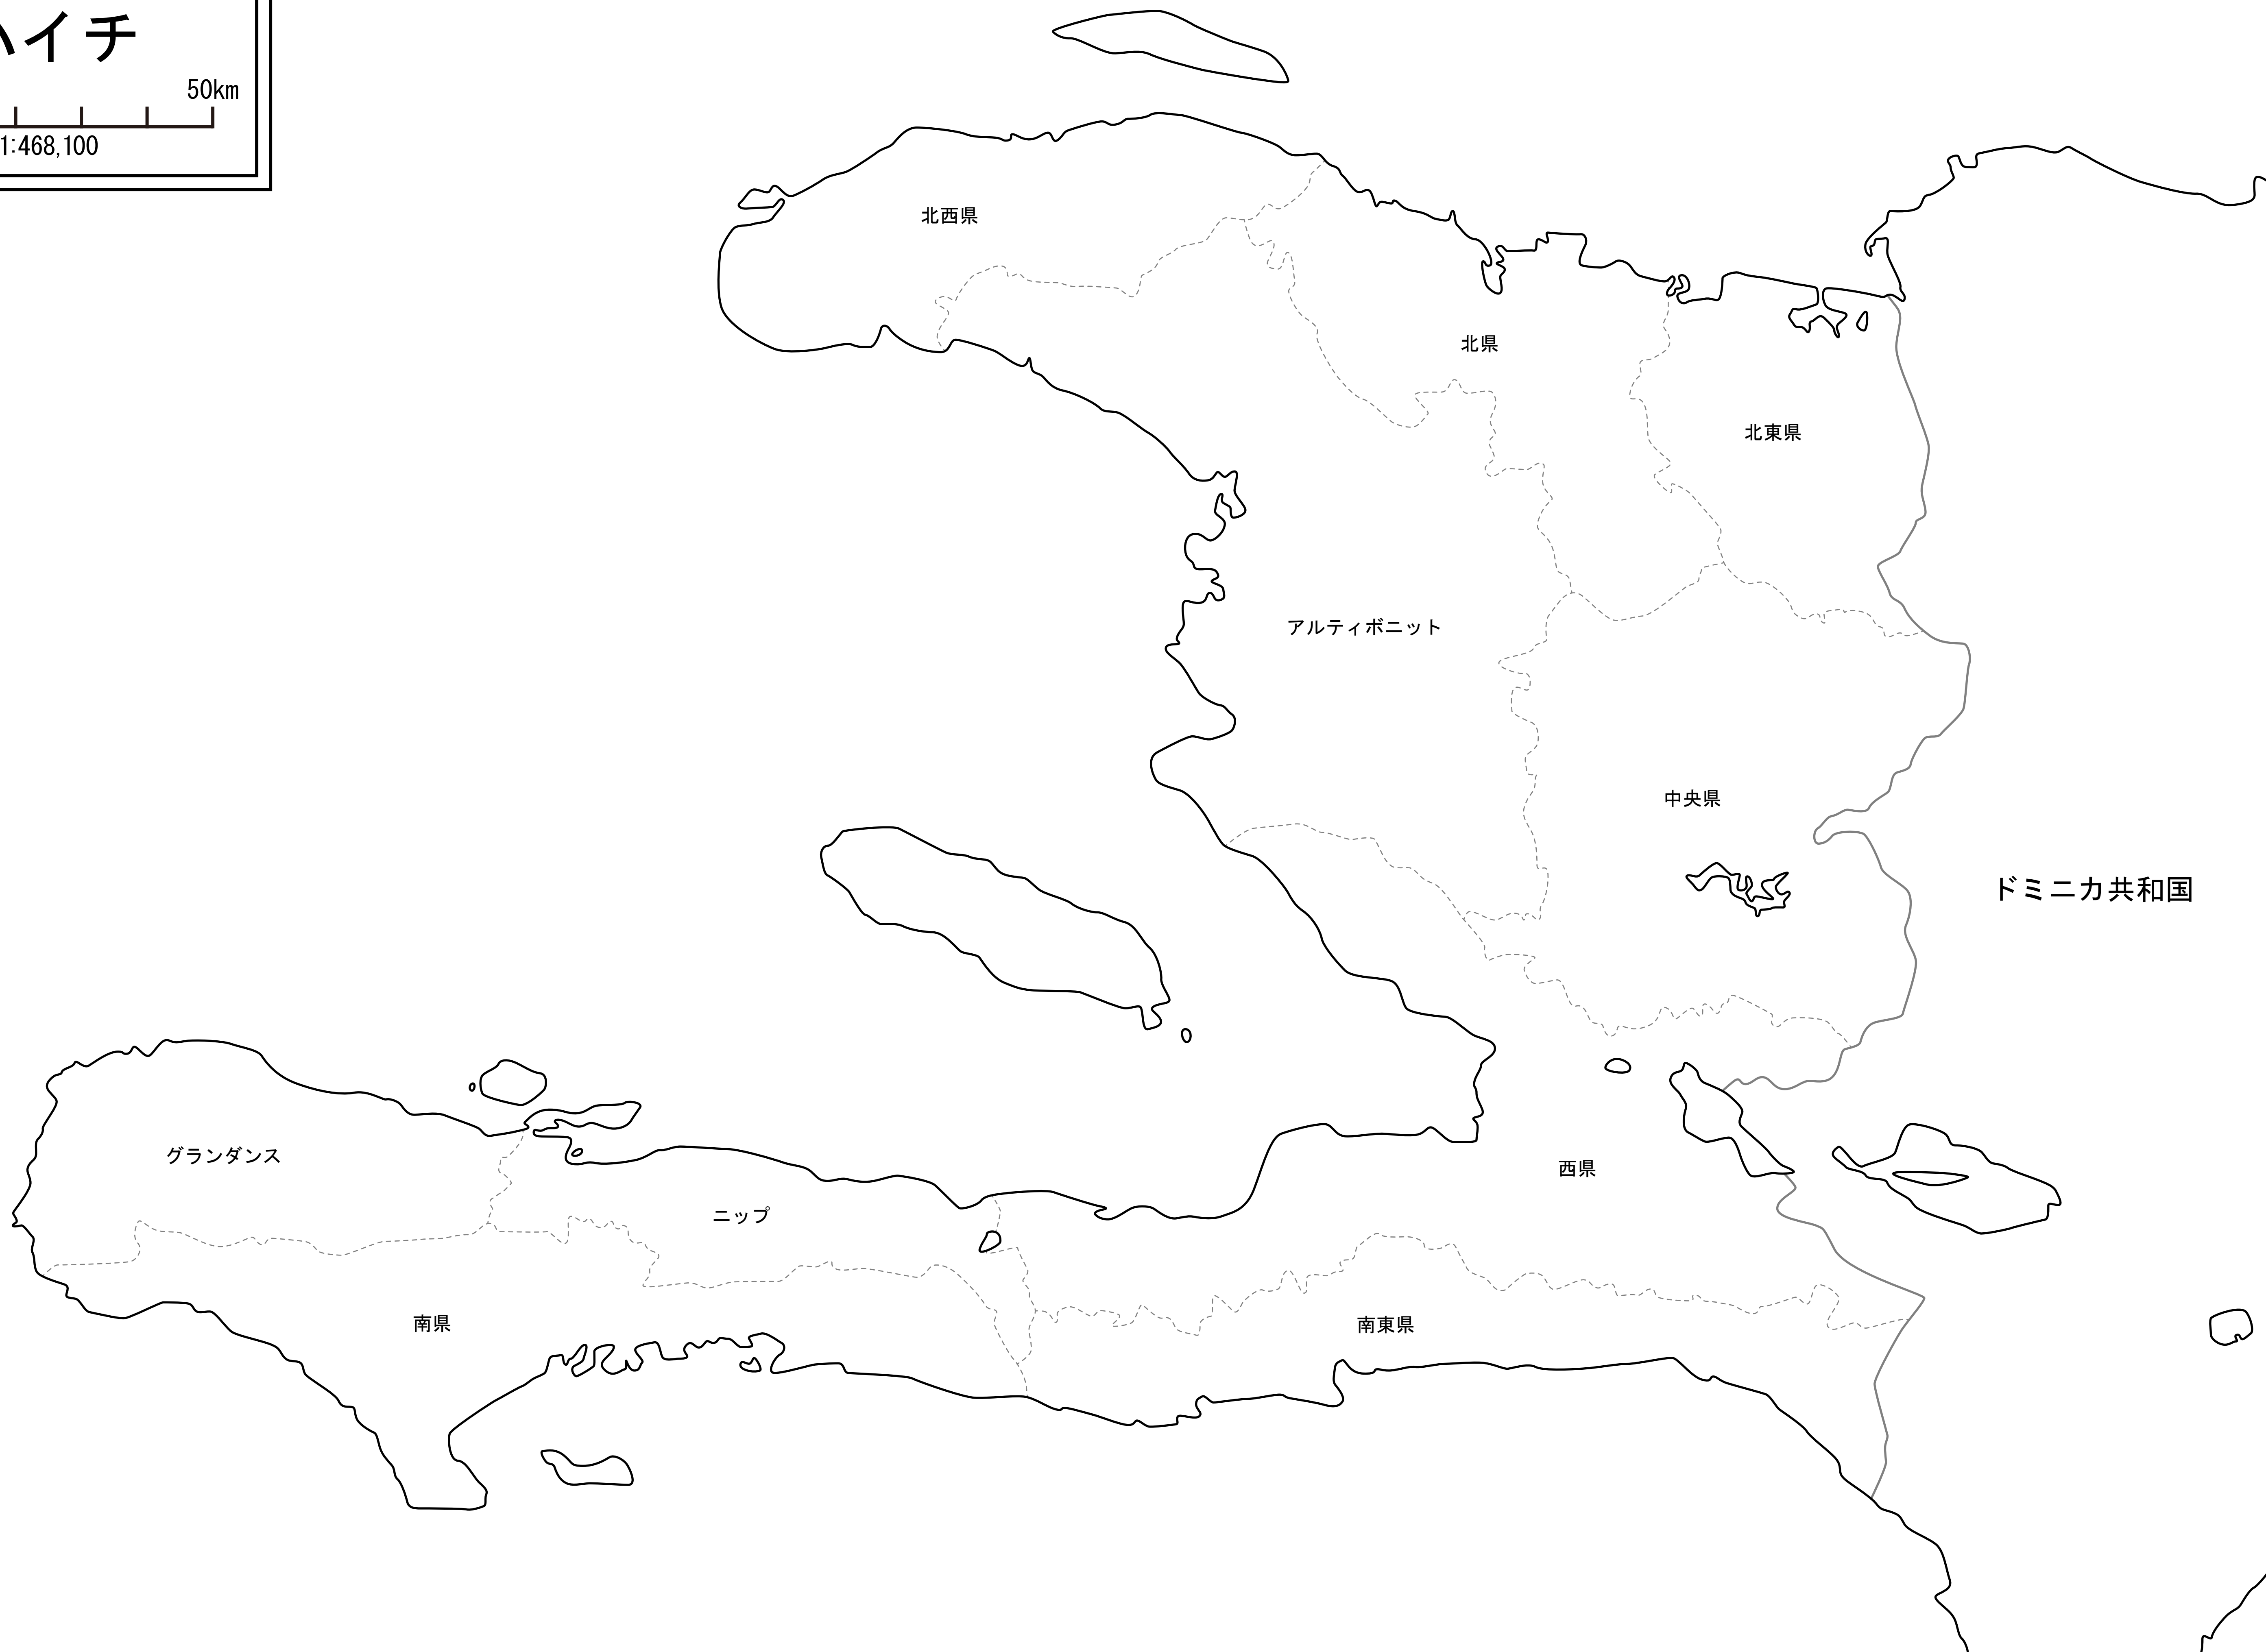 ハイチ
50km
1:468,100
北西県
北県
北東県
アルティボニット
中央県
ドミニカ共和国
グランダンス
西県
ニップ
南県
南東県